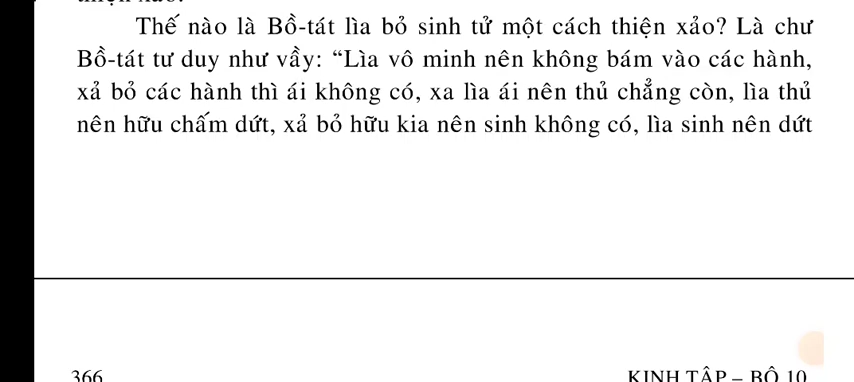 Thế nào là Bồ-tát lìa bỏ sinh tử một cách thiện xảo? Là chư
Bồ-tát tư duy như vầy: “Lìa vô minh nên không bám vào các hành,
xả bỏ các hành thì ái không có, xa lìa ái nên thủ chẳng còn, lìa thủ
nên hữu chấm dứt, xả bỏ hữu kia nên sinh không có, lìa sinh nên dứt
366
KINH TẬP – BỘ 10